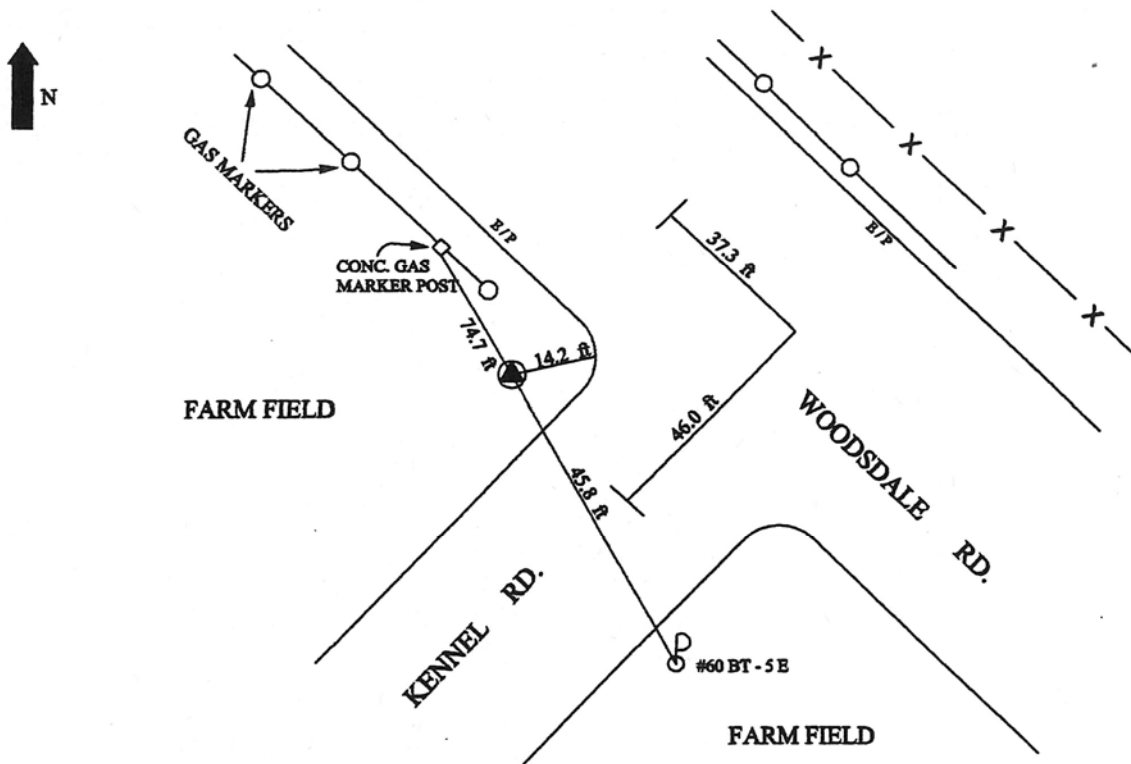 N
GAS MARKERS
E/P
E/P
37.3 ft
CONC. GAS
MARKER POST
74.7 ft
14.2 ft
FARM FIELD
46.0 ft
WOODSDALE RD.
45.8 ft
KENNEL RD.
#60 BT - 5 E
FARM FIELD
X
X
X
X